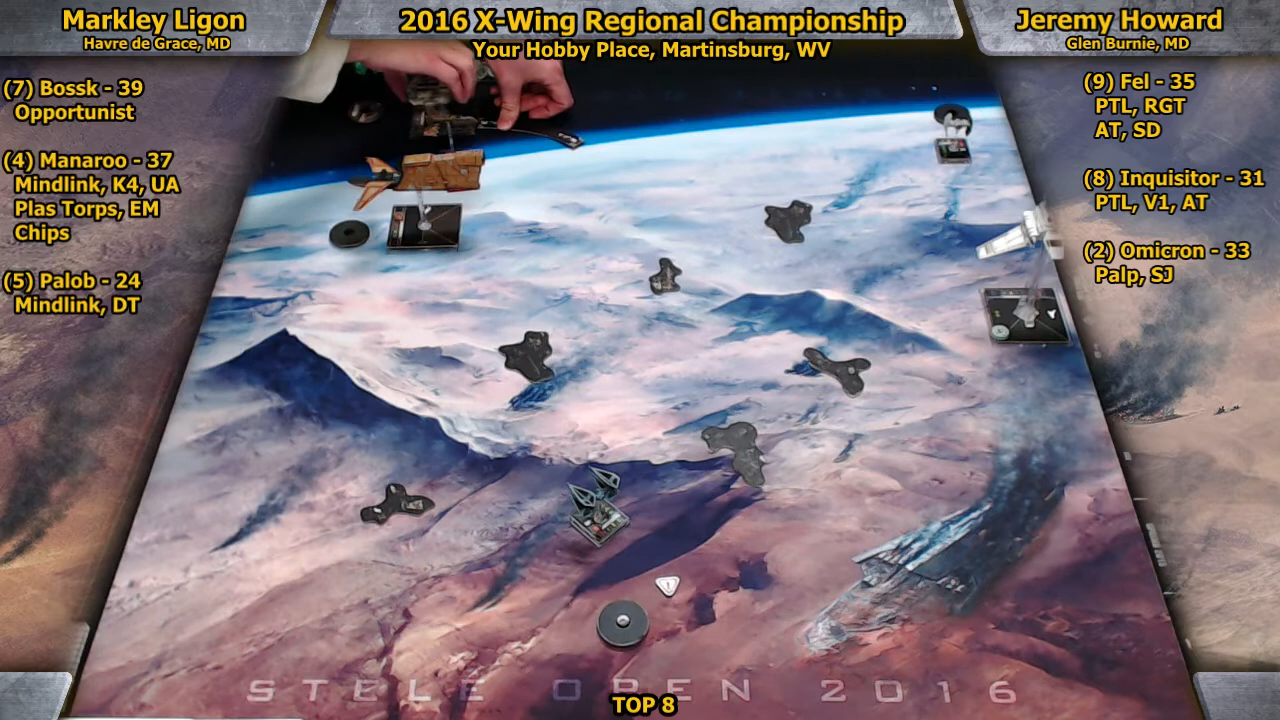 Markley Ligon
Havre de Grace, MD
2016 X-Wing Regional Championship
Your Hobby Place, Martinsburg, WV
Jeremy Howard
Glen Burnie, MD
(7) Bossk - 39
Opportunist
(4) Manaroo - 37
Mindlink, K4, UA
Plas Torps, EM
Chips
(5) Palob - 24
Mindlink, DT
(9) Fel - 35
PTL, RGT
AT, SD
(8) Inquisitor - 31
PTL, V1, AT
(2) Omicron - 33
Palp, SJ
STELE OPEN 2016
TOP 8